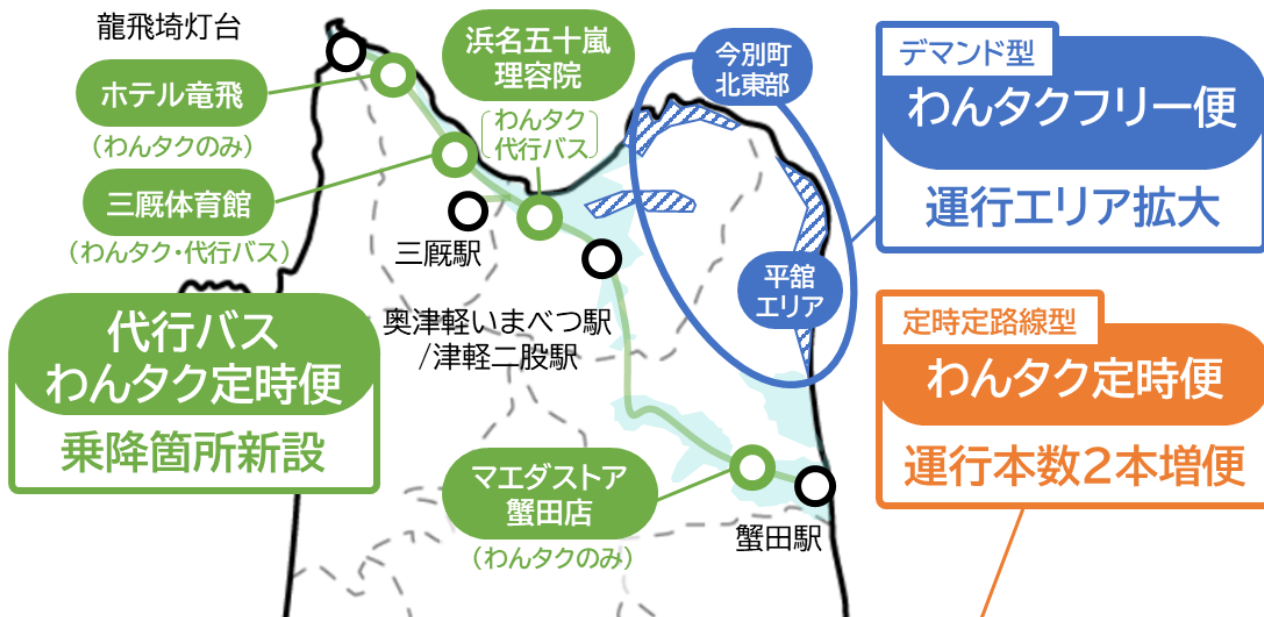 龍飛埼灯台
ホテル竜飛
(わんタクのみ)
三厩体育館
(わんタク・代行バス)
浜名五十嵐
理容院
わんタク
代行バス
三厩駅
奥津軽いまべつ駅
/津軽二股駅
代行バス
わんタク定時便
乗降箇所新設
マエダストア
蟹田店
(わんタクのみ)
蟹田駅
今別町
北東部
平舘
エリア
デマンド型
わんタクフリー便
運行エリア拡大
定時定路線型
わんタク定時便
運行本数2本増便